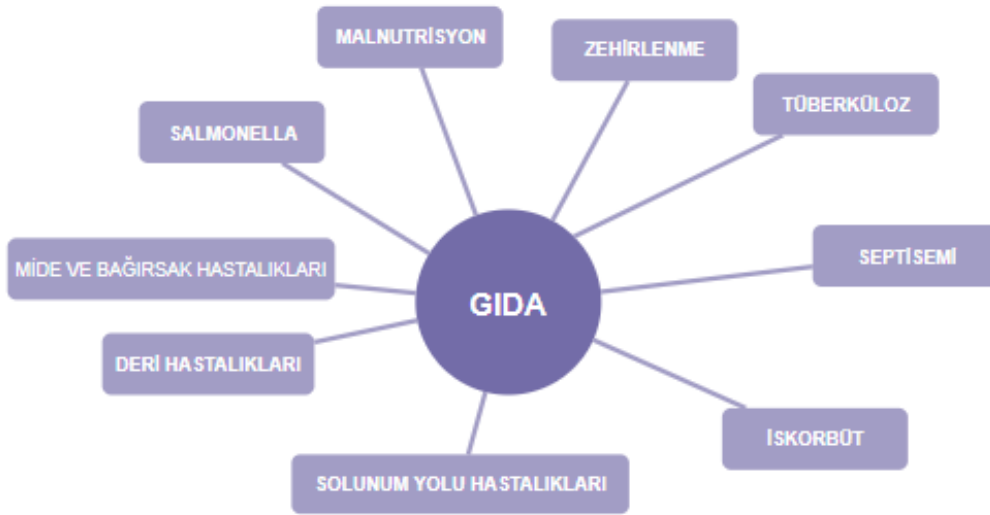 MALNUTRİSYON
ZEHİRLENME
TÜBERKÜLOZ
SALMONELLA
SEPTİSEMİ
MİDE VE BAĞIRSAK HASTALIKLARI
GIDA
DERİ HASTALIKLARI
İSKORBÜT
SOLUNUM YOLU HASTALIKLARI